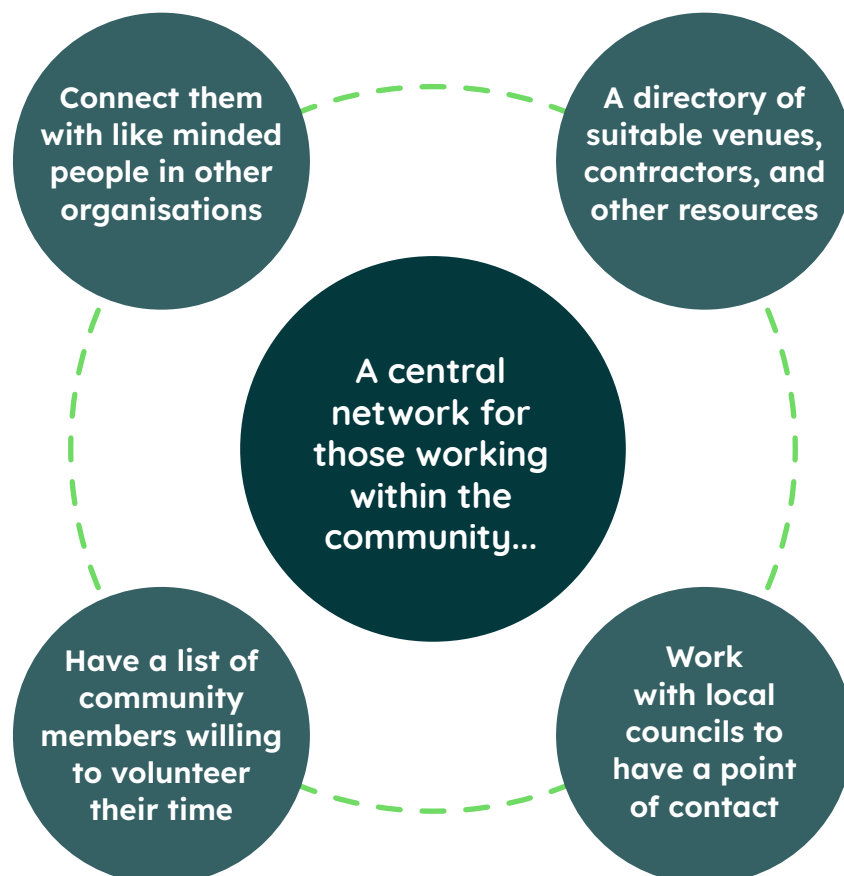 Connect them
with like minded
people in other
organisations
A directory of
suitable venues,
contractors, and
other resources
A central
network for
those working
within the
community...
Have a list of
community
members willing
to volunteer
their time
Work
with local
councils to
have a point
of contact